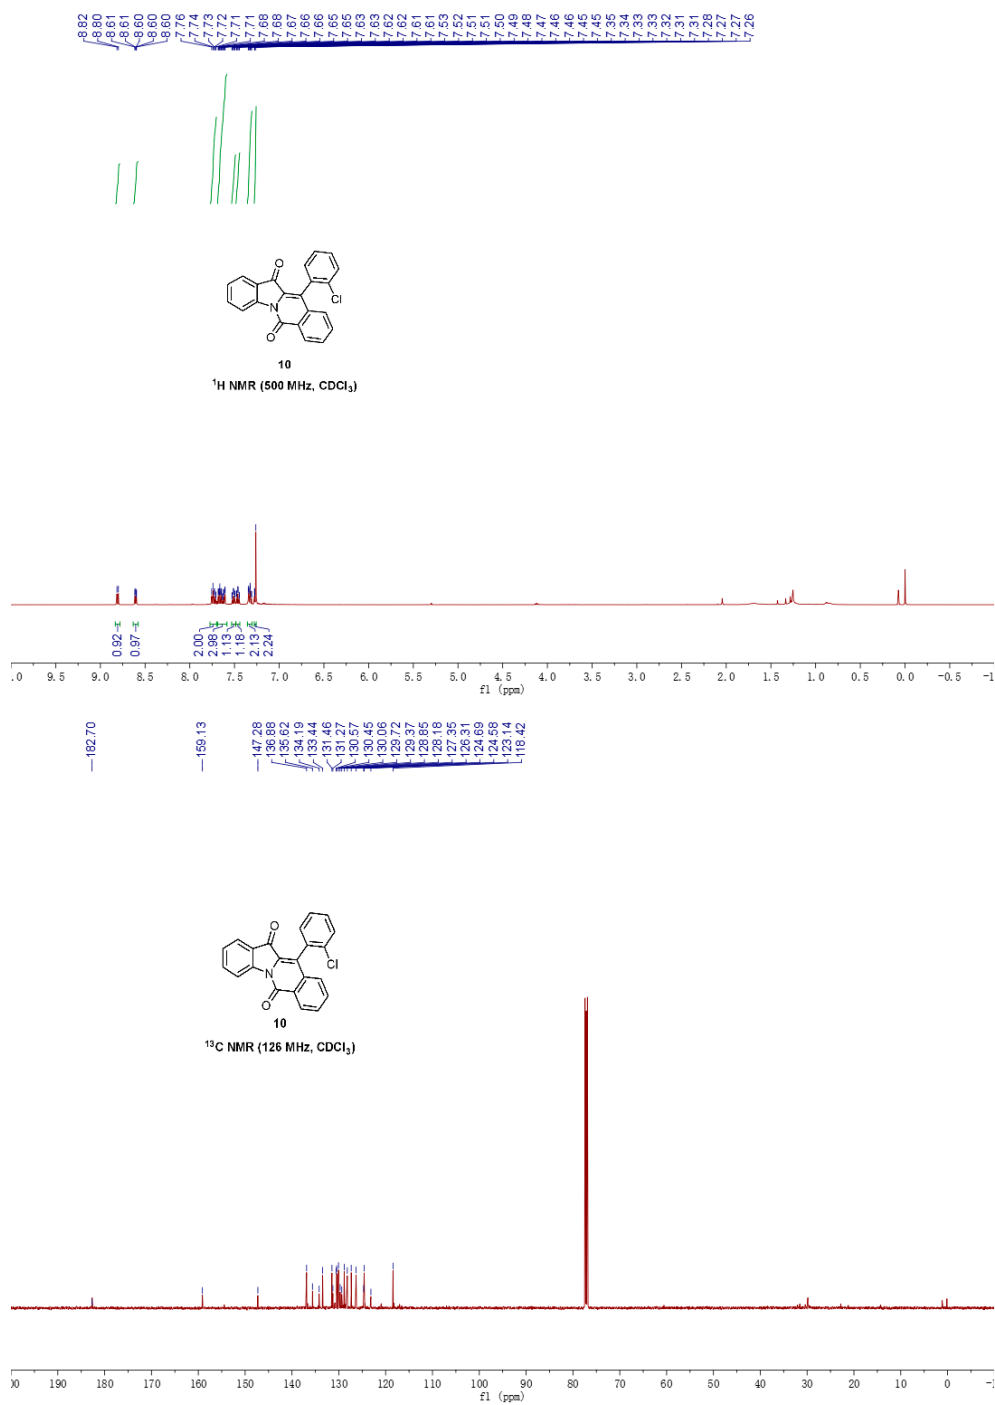 8.82 8.80 8.61 8.61 8.60 8.60 8.60 7.76 7.74 7.73 7.72 7.71 7.71 7.68 7.68 7.67 7.66 7.66 7.65 7.65 7.63 7.63 7.62 7.62 7.61 7.61 7.53 7.52 7.51 7.51 7.50 7.49 7.48 7.47 7.46 7.46 7.45 7.45 7.35 7.34 7.33 7.33 7.32 7.31 7.31 7.28 7.27 7.27 7.26
O
Cl
N
O
10
¹H NMR (500 MHz, CDCl₃)
0.92 0.97 2.00 2.98 1.13 1.18 2.13 2.24
.0 9.0 8.5 8.0 7.5 7.0 6.5 6.0 5.5 5.0 4.5 4.0 3.5 3.0 2.5 2.0 1.5 1.0 0.5 0.0 -0.5 -1
f1 (ppm)
182.70 159.13 147.28 136.88 135.62 134.19 133.44 131.46 131.27 130.57 130.45 130.06 129.72 129.37 128.85 128.18 127.35 126.31 124.69 124.58 123.14 118.42
O
Cl
N
O
10
¹³C NMR (126 MHz, CDCl₃)
00 190 180 170 160 150 140 130 120 110 100 90 80 70 60 50 40 30 20 10 0 -1
f1 (ppm)